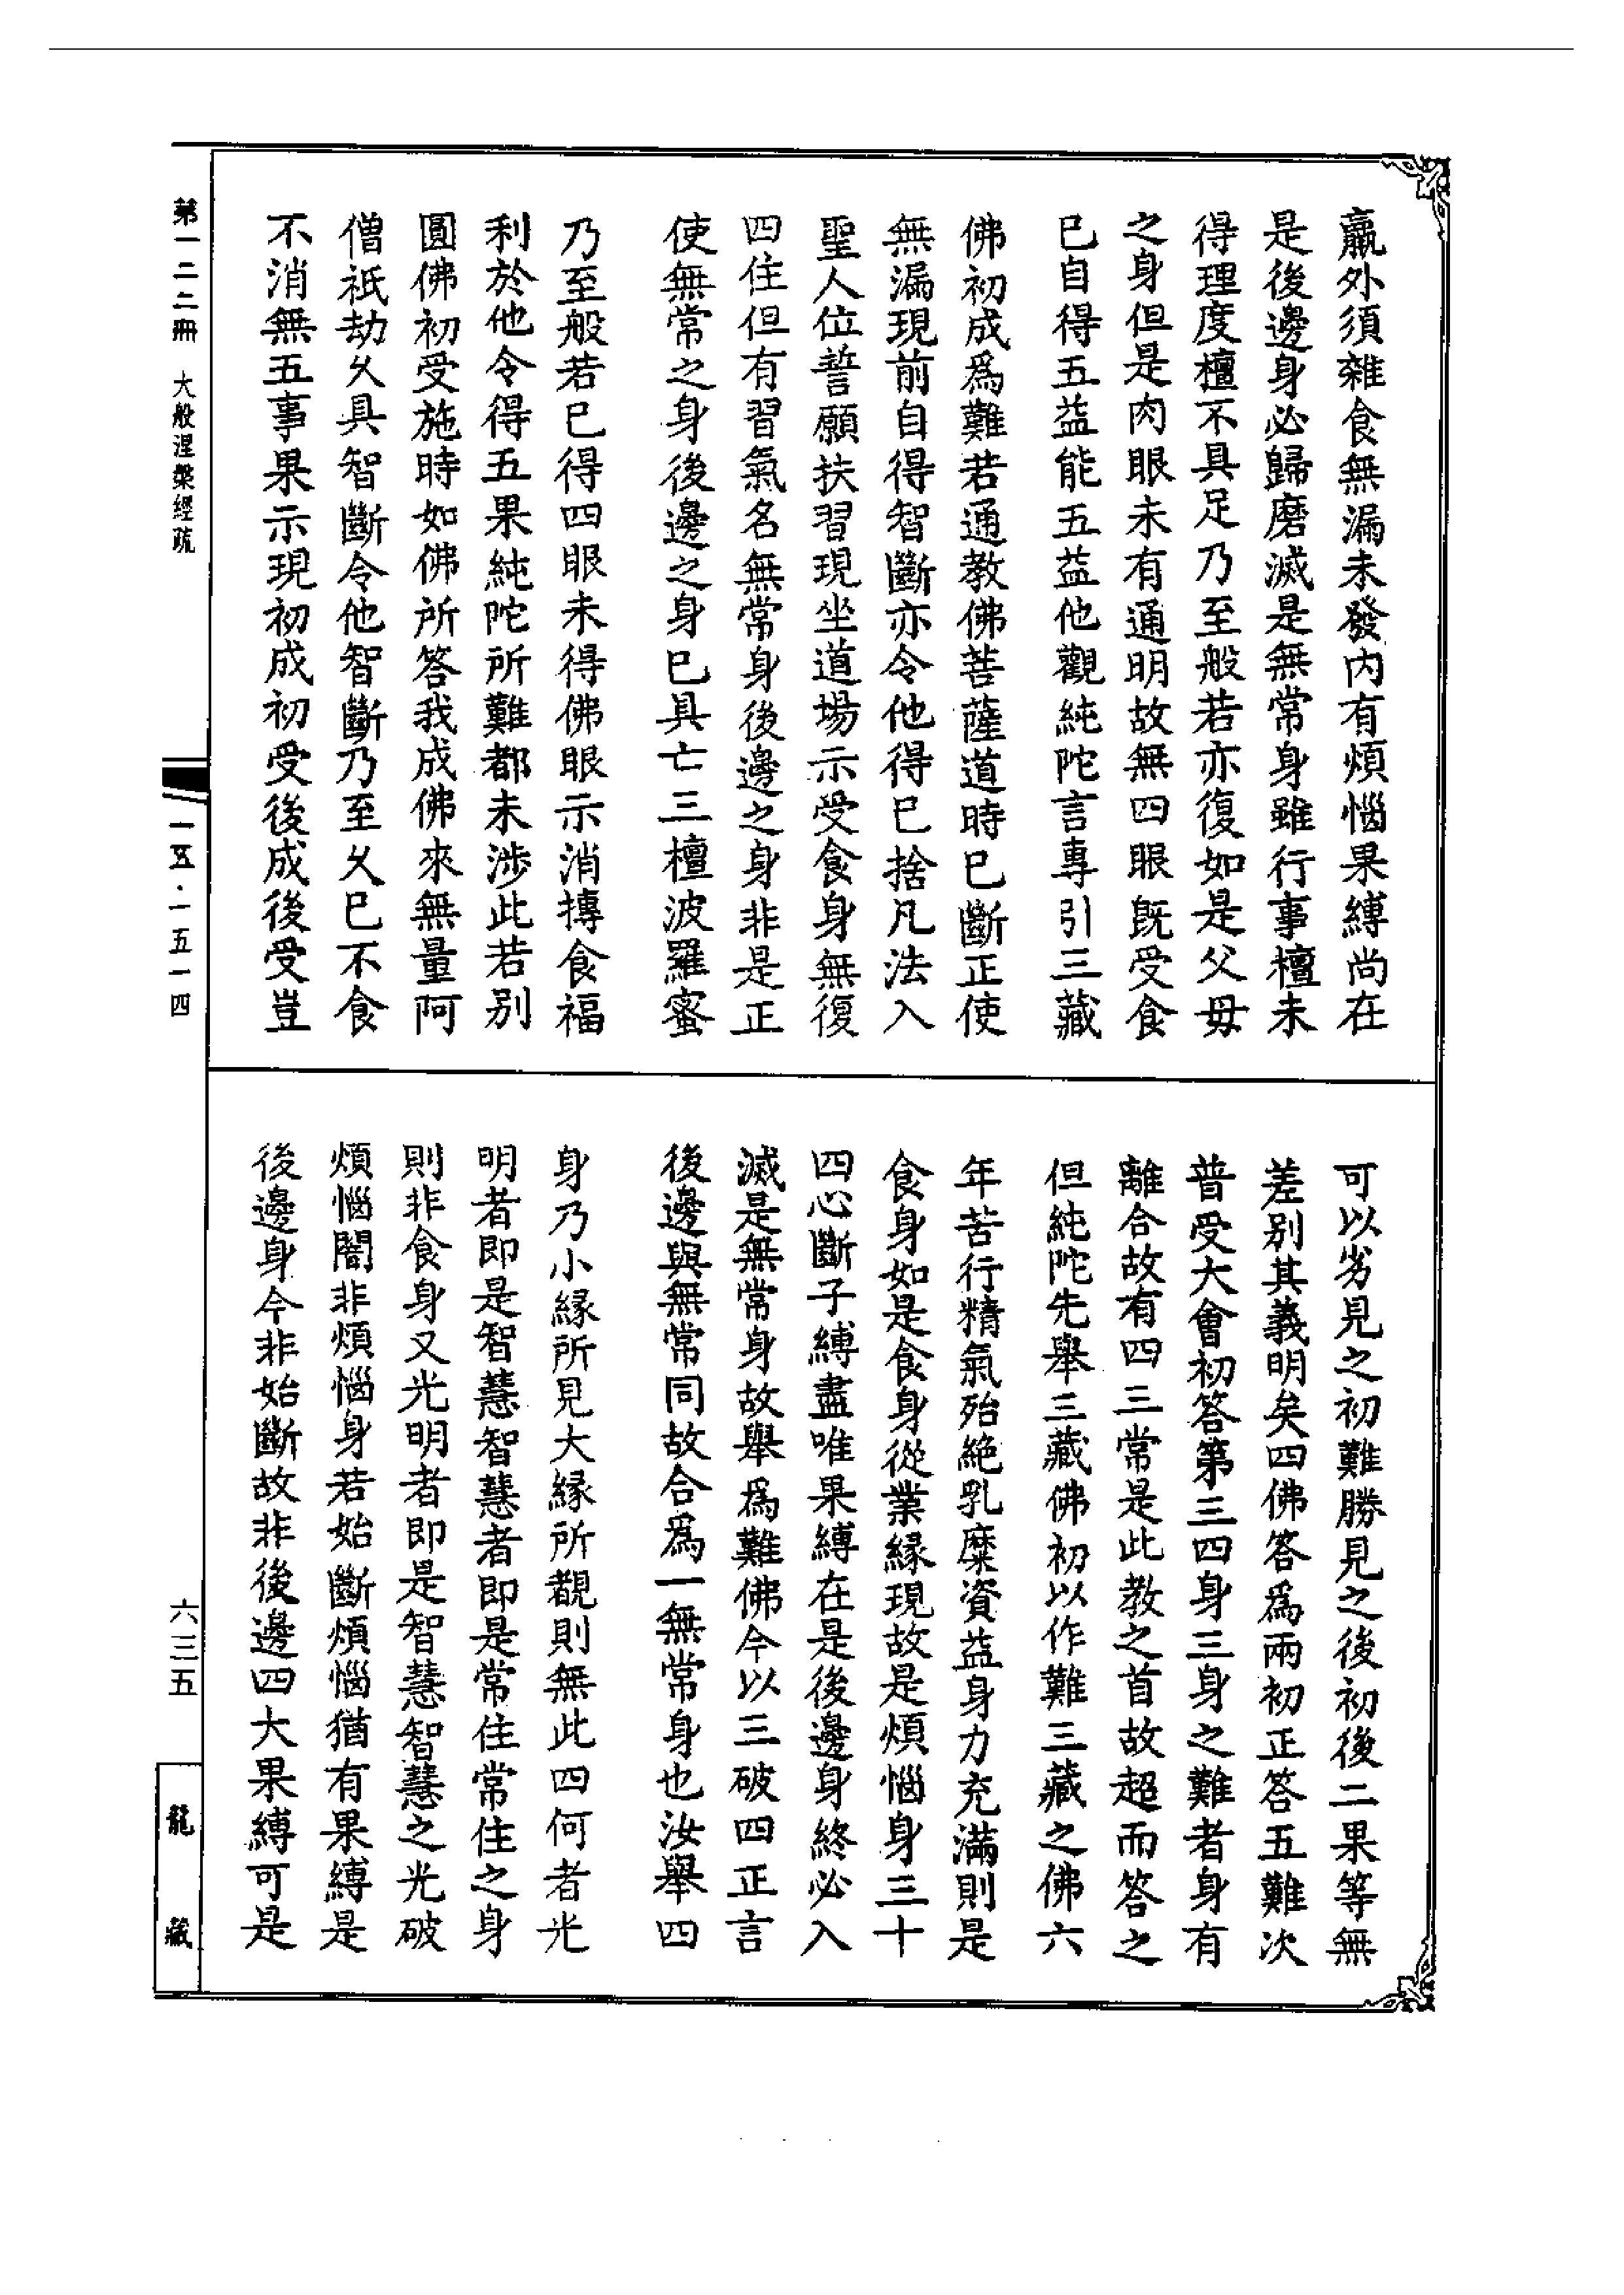 羸外須雜食無漏未發內有煩惱果縛尚在
是後邊身必歸磨滅是無常身雖行事檀未
得理度檀不具足乃至般若亦復如是父母
之身但是肉眼未有通明故無四眼既受食
已自得五益能五益他觀純陀言專引三藏
佛初成為難若通教佛菩薩道時已斷正使
無漏現前自得智斷亦令他得已捨凡法入
聖人位誓願扶習現坐道場示受食身無復
四住但有習氣名無常身後邊之身非是正
使無常之身後邊之身已具亡三檀波羅蜜
乃至般若已得四眼未得佛眼示消摶食福
利於他令得五果純陀所難都未涉此若別
圓佛初受施時如佛所答我成佛來無量阿
僧祇劫久具智斷令他智斷乃至久已不食
不消無五事果示現初成初受後成後受豈
可以劣見之初難勝見之後初後二果等無
差別其義明矣四佛答為兩初正答五難次
普受大會初答第三四身三身之難者身有
離合故有四三常是此教之首故超而答之
但純陀先舉三藏佛初以作難三藏之佛六
年苦行精氣殆絕乳糜資益身力充滿則是
食身如是食身從業緣現故是煩惱身三十
四心斷子縛盡唯果縛在是後邊身終必入
滅是無常身故舉為難佛今以三破四正言
後邊與無常同故合為一無常身也汝舉四
身乃小緣所見大緣所覩則無此四何者光
明者即是智慧智慧者即是常住常住之身
則非食身又光明者即是智慧智慧之光破
煩惱闇非煩惱身若始斷煩惱猶有果縛是
後邊身今非始斷故非後邊四大果縛可是
第一二二冊　大般涅槃經疏
一五·一五一四
六三五
龍藏